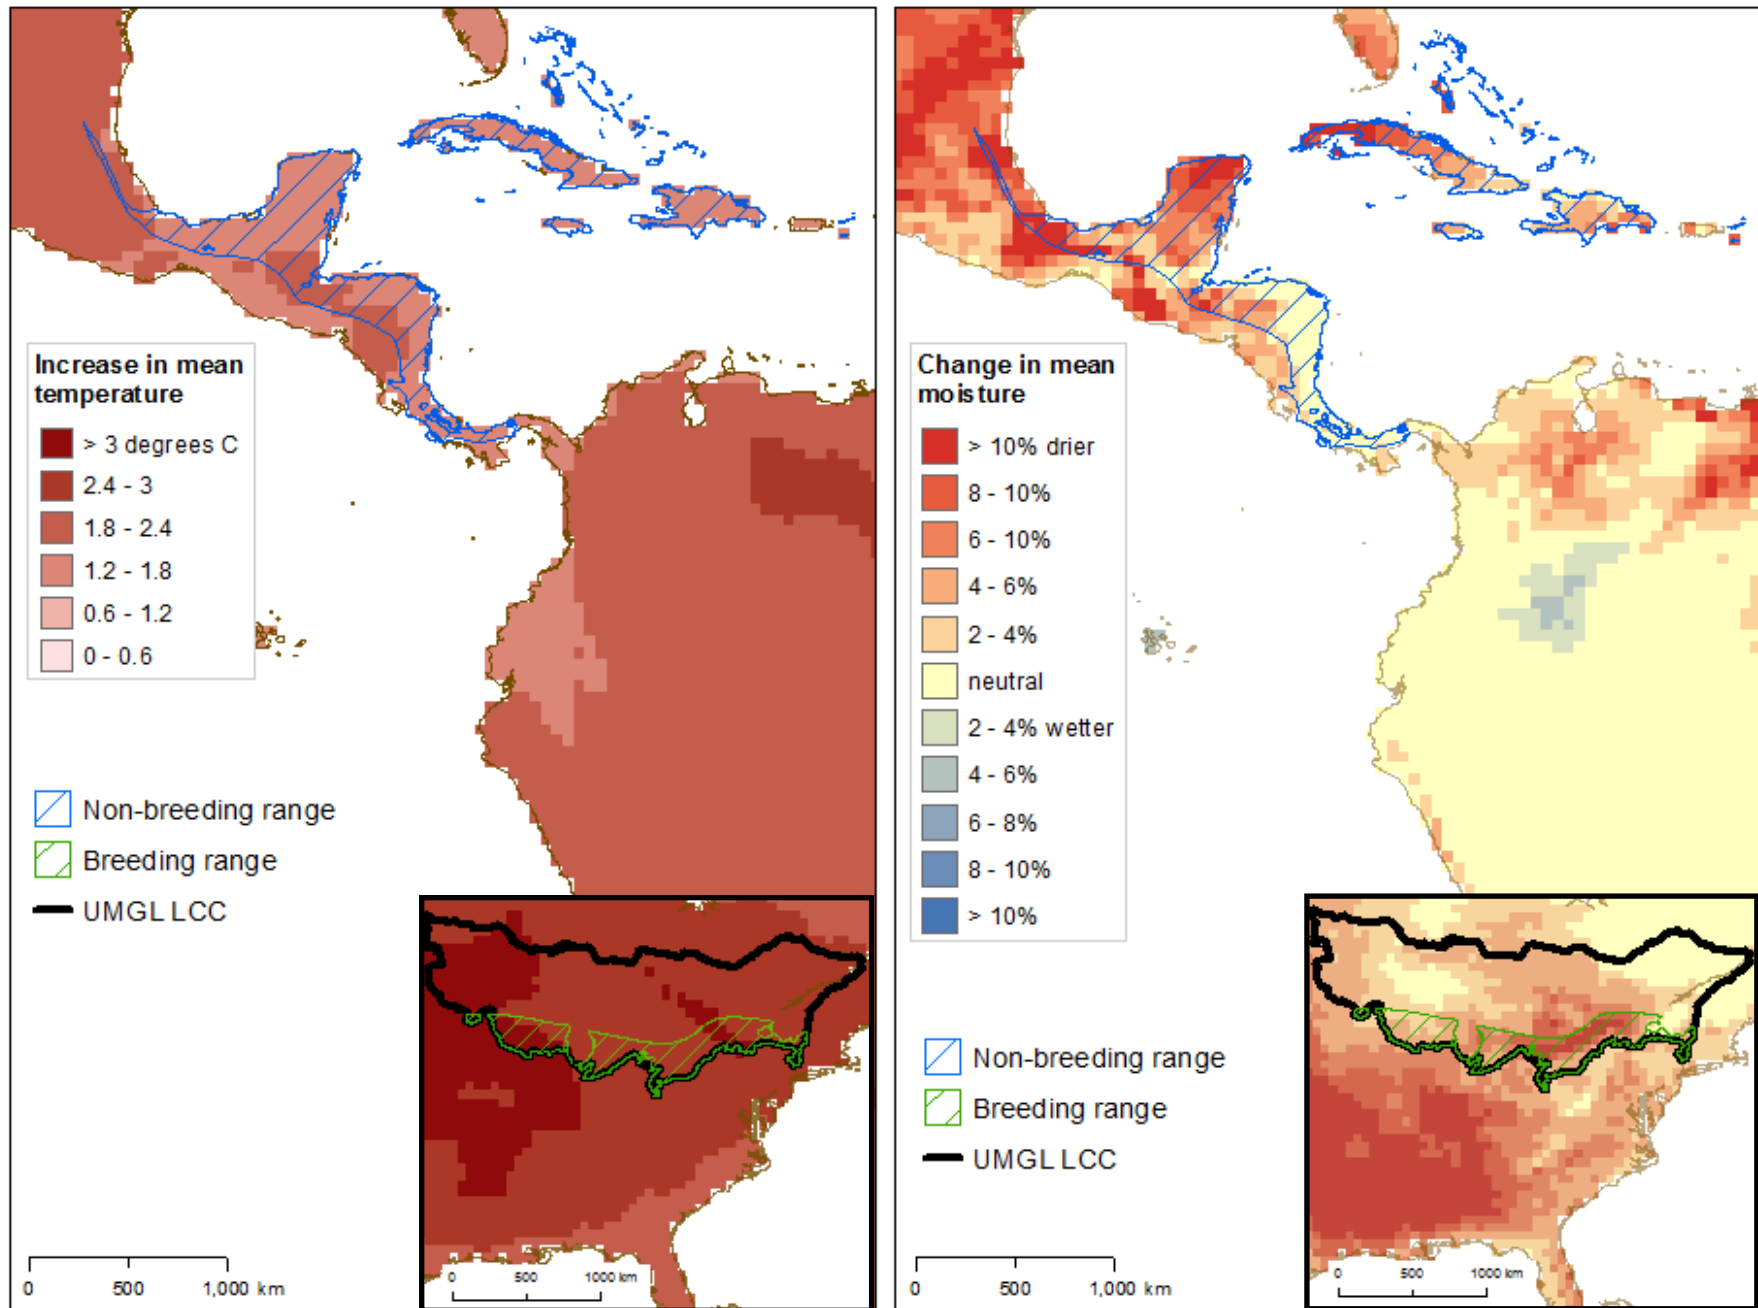 Increase in mean
temperature
> 3 degrees C
2.4 - 3
1.8 - 2.4
1.2 - 1.8
0.6 - 1.2
0 - 0.6
Non-breeding range
Breeding range
UMGL LCC
0 500 1,000 km
0 500 1000 km
Change in mean
moisture
> 10% drier
8 - 10%
6 - 10%
4 - 6%
2 - 4%
neutral
2 - 4% wetter
4 - 6%
6 - 8%
8 - 10%
> 10%
Non-breeding range
Breeding range
UMGL LCC
0 500 1,000 km
0 500 1000 km